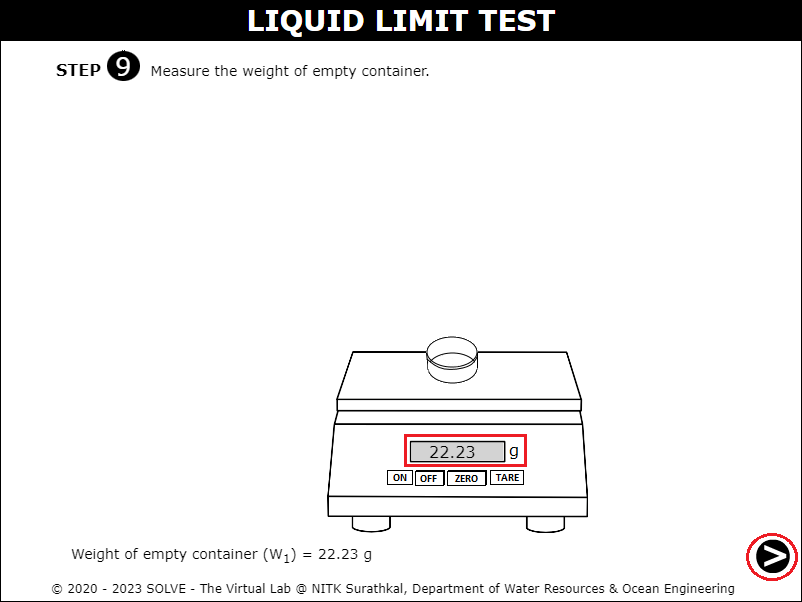 LIQUID LIMIT TEST
STEP 9 Measure the weight of empty container.
22.23 g
ON OFF ZERO TARE
Weight of empty container (W1) = 22.23 g
>
© 2020 - 2023 SOLVE - The Virtual Lab @ NITK Surathkal, Department of Water Resources & Ocean Engineering